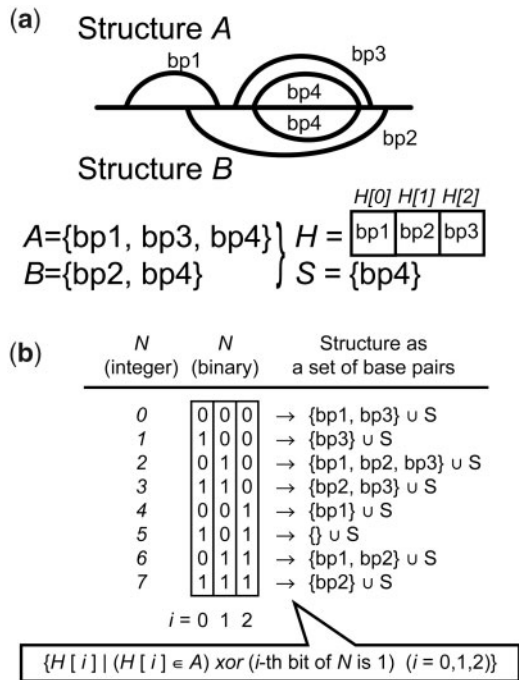 (a)
Structure A
bp1
bp3
bp4
bp4
bp2
Structure B
H[0] H[1] H[2]
A={bp1, bp3, bp4} } H = bp1 bp2 bp3
B={bp2, bp4} S = {bp4}
(b)
N N Structure as
(integer) (binary) a set of base pairs
0 0 0 0 → {bp1, bp3} ∪ S
1 1 0 0 → {bp3} ∪ S
2 0 1 0 → {bp1, bp2, bp3} ∪ S
3 1 1 0 → {bp2, bp3} ∪ S
4 0 0 1 → {bp1} ∪ S
5 1 0 1 → {} ∪ S
6 0 1 1 → {bp1, bp2} ∪ S
7 1 1 1 → {bp2} ∪ S
i = 0 1 2
{H [ i ] | (H [ i ] ∈ A) xor (i-th bit of N is 1) (i = 0,1,2)}